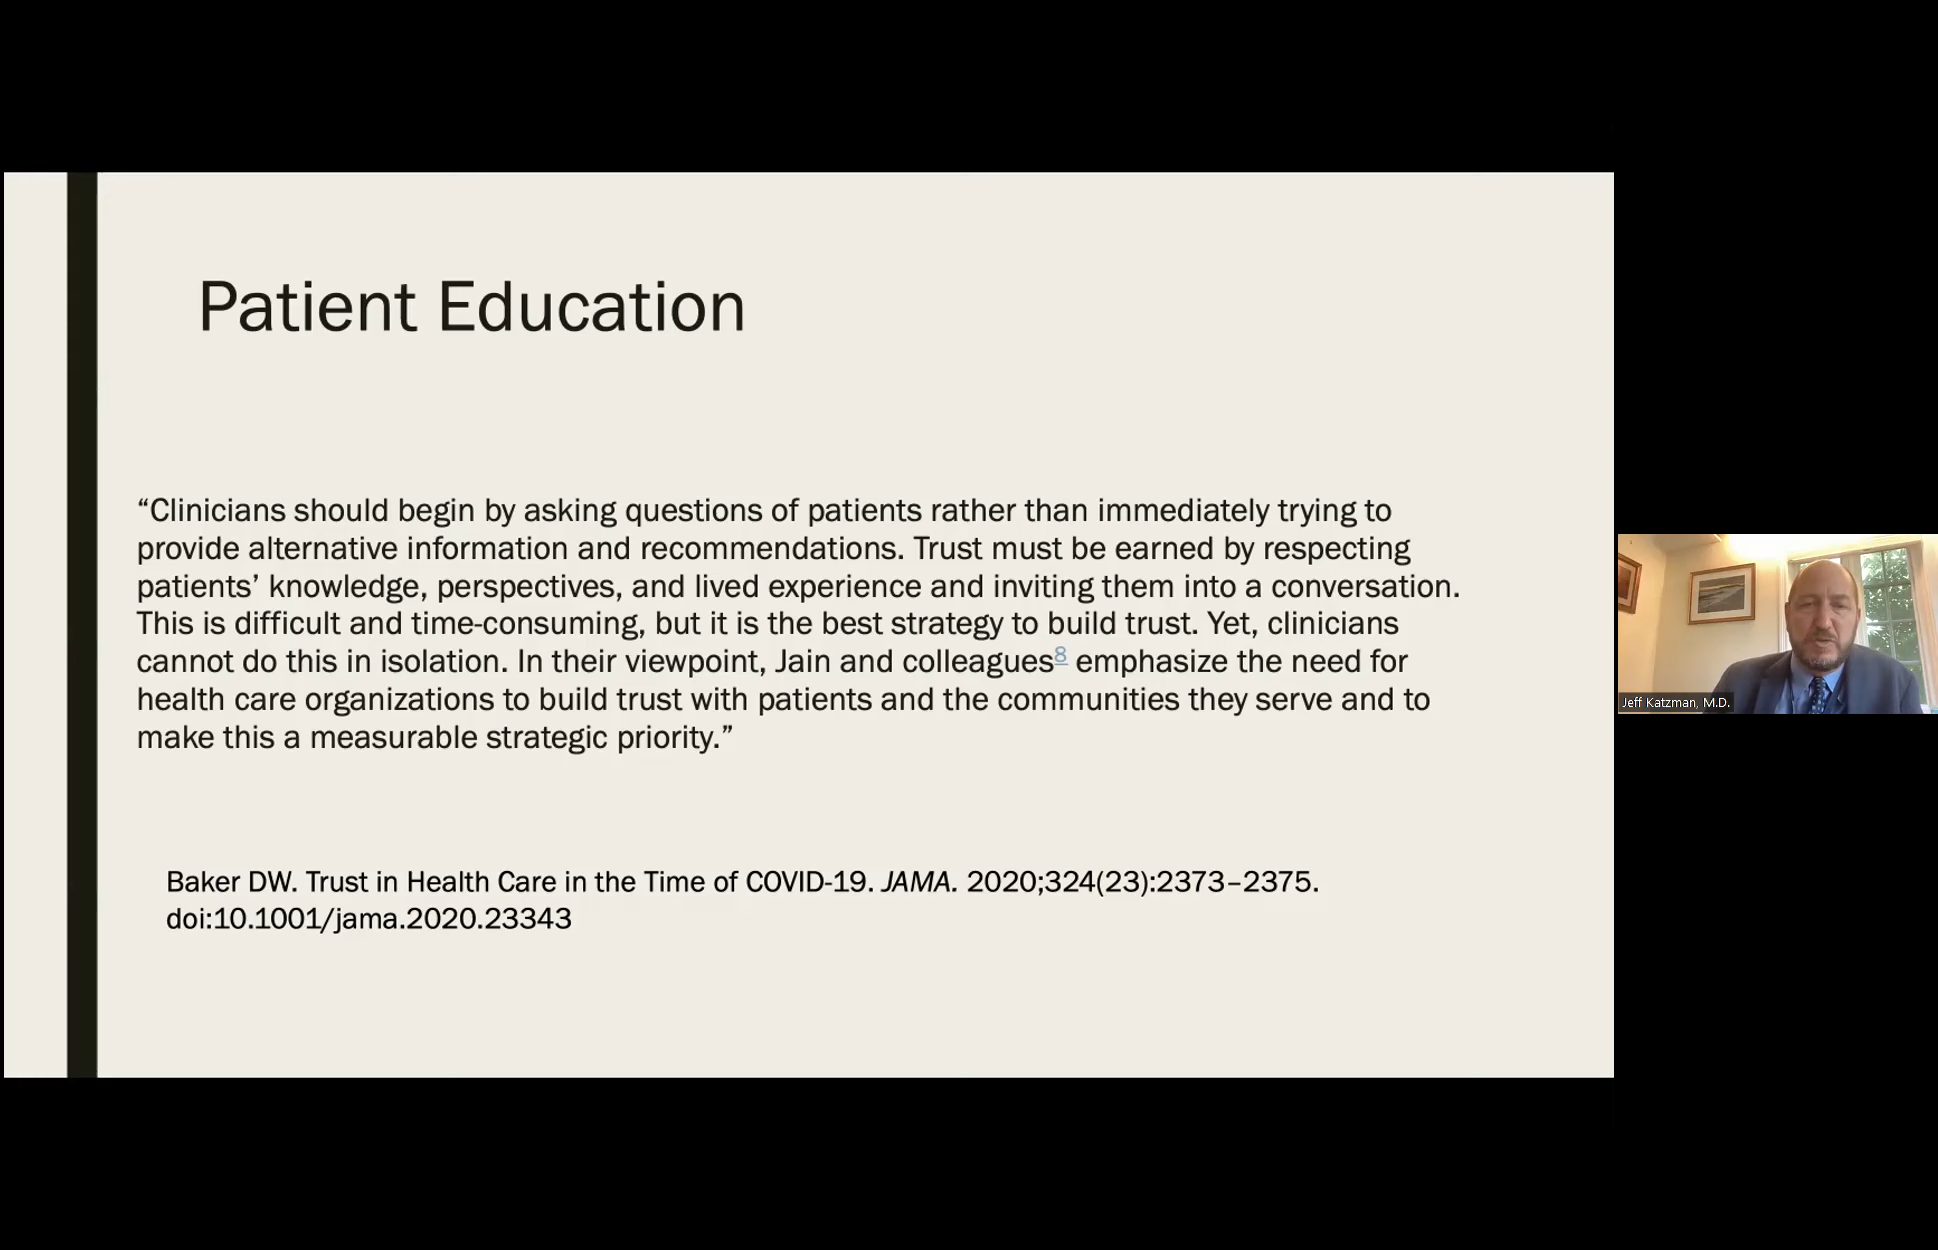 Patient Education
“Clinicians should begin by asking questions of patients rather than immediately trying to
provide alternative information and recommendations. Trust must be earned by respecting
patients’ knowledge, perspectives, and lived experience and inviting them into a conversation.
This is difficult and time-consuming, but it is the best strategy to build trust. Yet, clinicians
cannot do this in isolation. In their viewpoint, Jain and colleagues8 emphasize the need for
health care organizations to build trust with patients and the communities they serve and to
make this a measurable strategic priority.”
Baker DW. Trust in Health Care in the Time of COVID-19. JAMA. 2020;324(23):2373–2375.
doi:10.1001/jama.2020.23343
Jeff Katzman, M.D.